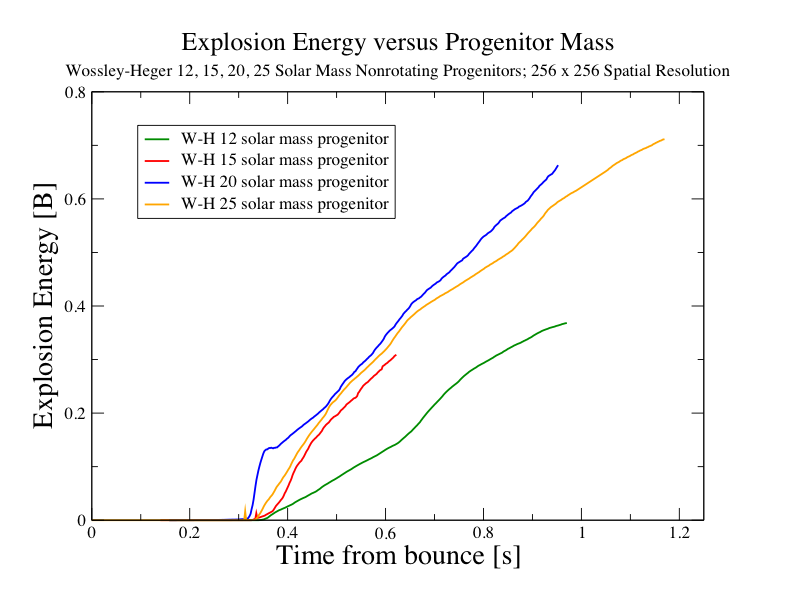 Explosion Energy versus Progenitor Mass
Wossley-Heger 12, 15, 20, 25 Solar Mass Nonrotating Progenitors; 256 x 256 Spatial Resolution
0.8
0.6
0.4
0.2
0
Explosion Energy [B]
W-H 12 solar mass progenitor
W-H 15 solar mass progenitor
W-H 20 solar mass progenitor
W-H 25 solar mass progenitor
0 0.2 0.4 0.6 0.8 1 1.2
Time from bounce [s]